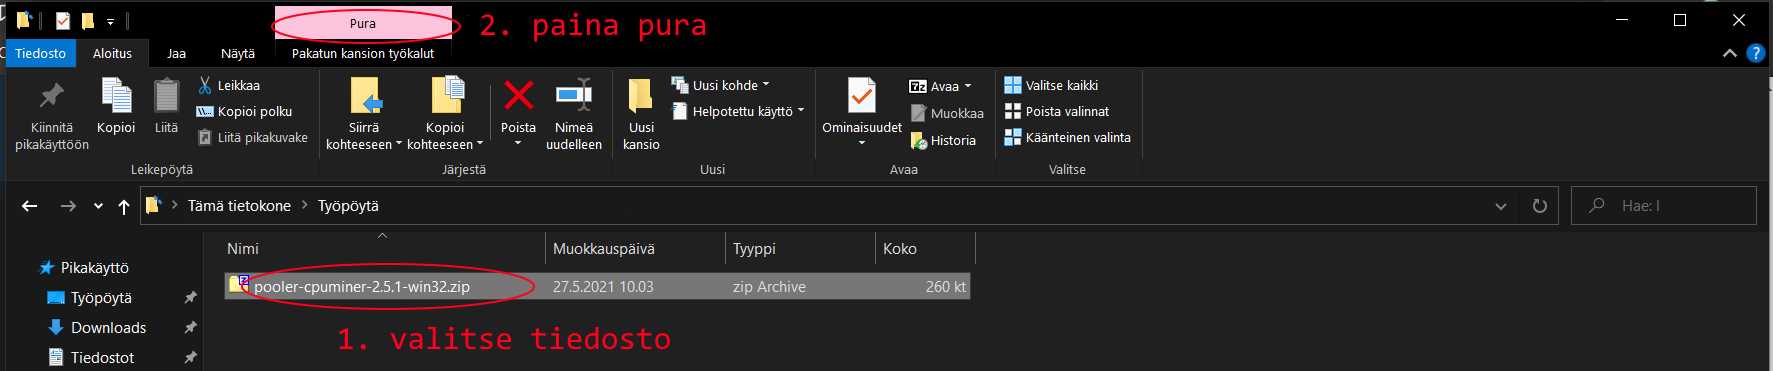 Pura
2. paina pura
Tiedosto Aloitus Jaa Näytä Pakatun kansion työkalut
Kiinnitä pikakäyttöön
Kopioi
Liitä
Leikkaa
Kopioi polku
Liitä pikakuvake
Leikepöytä
Siirrä kohteeseen
Kopioi kohteeseen
Poista
Nimeä uudelleen
Järjestä
Uusi kansio
Uusi kohde
Helpotettu käyttö
Uusi
Ominaisuudet
Avaa
Muokkaa
Historia
Avaa
Valitse kaikki
Poista valinnat
Käänteinen valinta
Valitse
Tämä tietokone Työpöytä
Hae: I
Pikakäyttö
Työpöytä
Downloads
Tiedostot
Nimi Muokkauspäivä Tyyppi Koko
pooler-cpuminer-2.5.1-win32.zip 27.5.2021 10.03 zip Archive 260 kt
1. valitse tiedosto